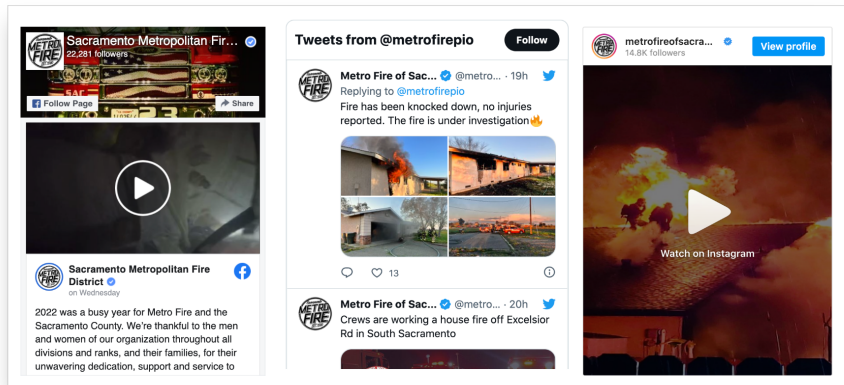 Sacramento Metropolitan Fir...
22,281 followers
Follow Page
Share
METRO
FIRE
SAC
Sacramento Metropolitan Fire
District
on Wednesday
2022 was a busy year for Metro Fire and the
Sacramento County. We're thankful to the men
and women of our organization throughout all
divisions and ranks, and their families, for their
unwavering dedication, support and service to
Tweets from @metrofirepio
Follow
METRO
FIRE
Metro Fire of Sac... @metro... · 19h
Replying to @metrofirepio
Fire has been knocked down, no injuries
reported. The fire is under investigation🔥
13
METRO
FIRE
Metro Fire of Sac... @metro... · 20h
Crews are working a house fire off Excelsior
Rd in South Sacramento
metrofireofsacra...
14.8K followers
View profile
Watch on Instagram